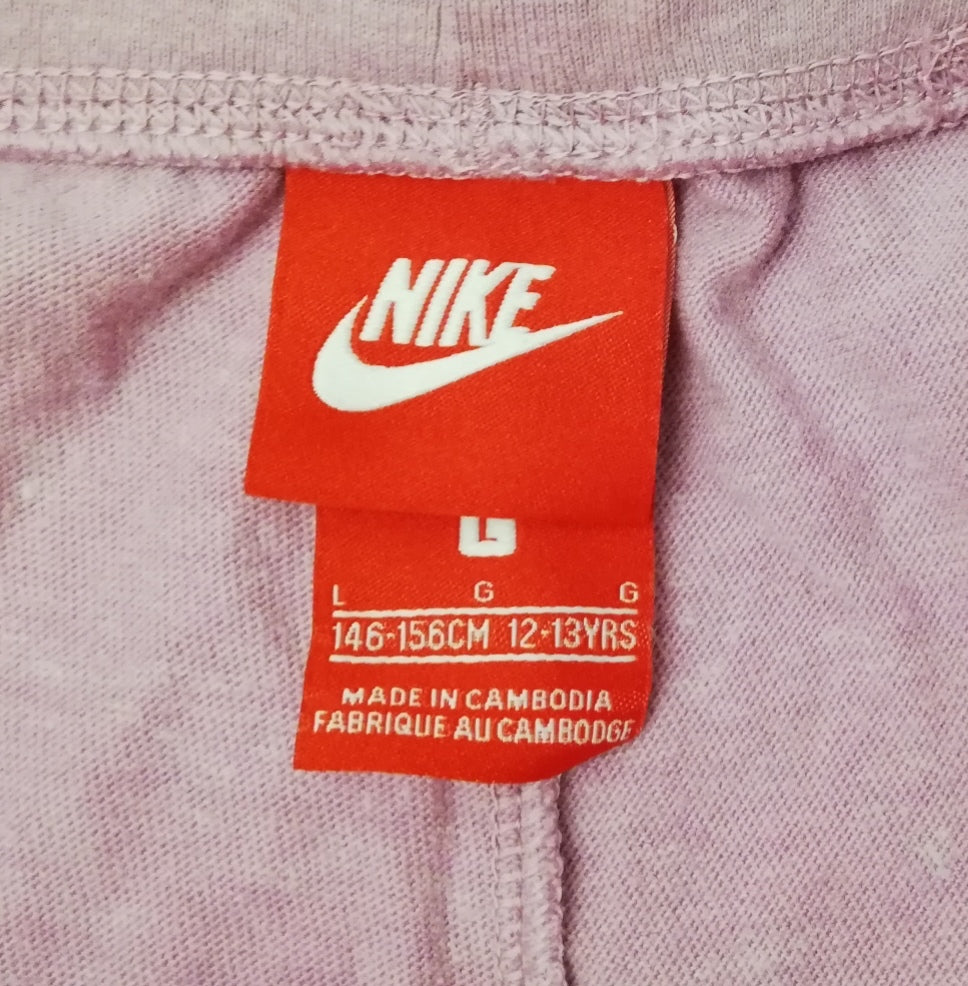 NIKE
L
L G G
146-156CM 12-13YRS
MADE IN CAMBODIA
FABRIQUE AU CAMBODGE